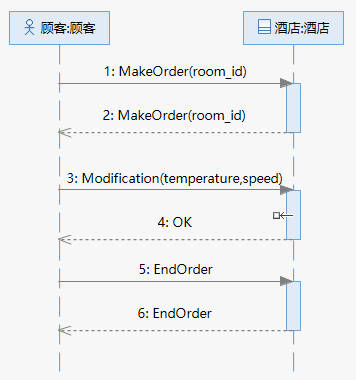 顾客:顾客
酒店:酒店
1: MakeOrder(room_id)
2: MakeOrder(room_id)
3: Modification(temperature,speed)
4: OK
5: EndOrder
6: EndOrder